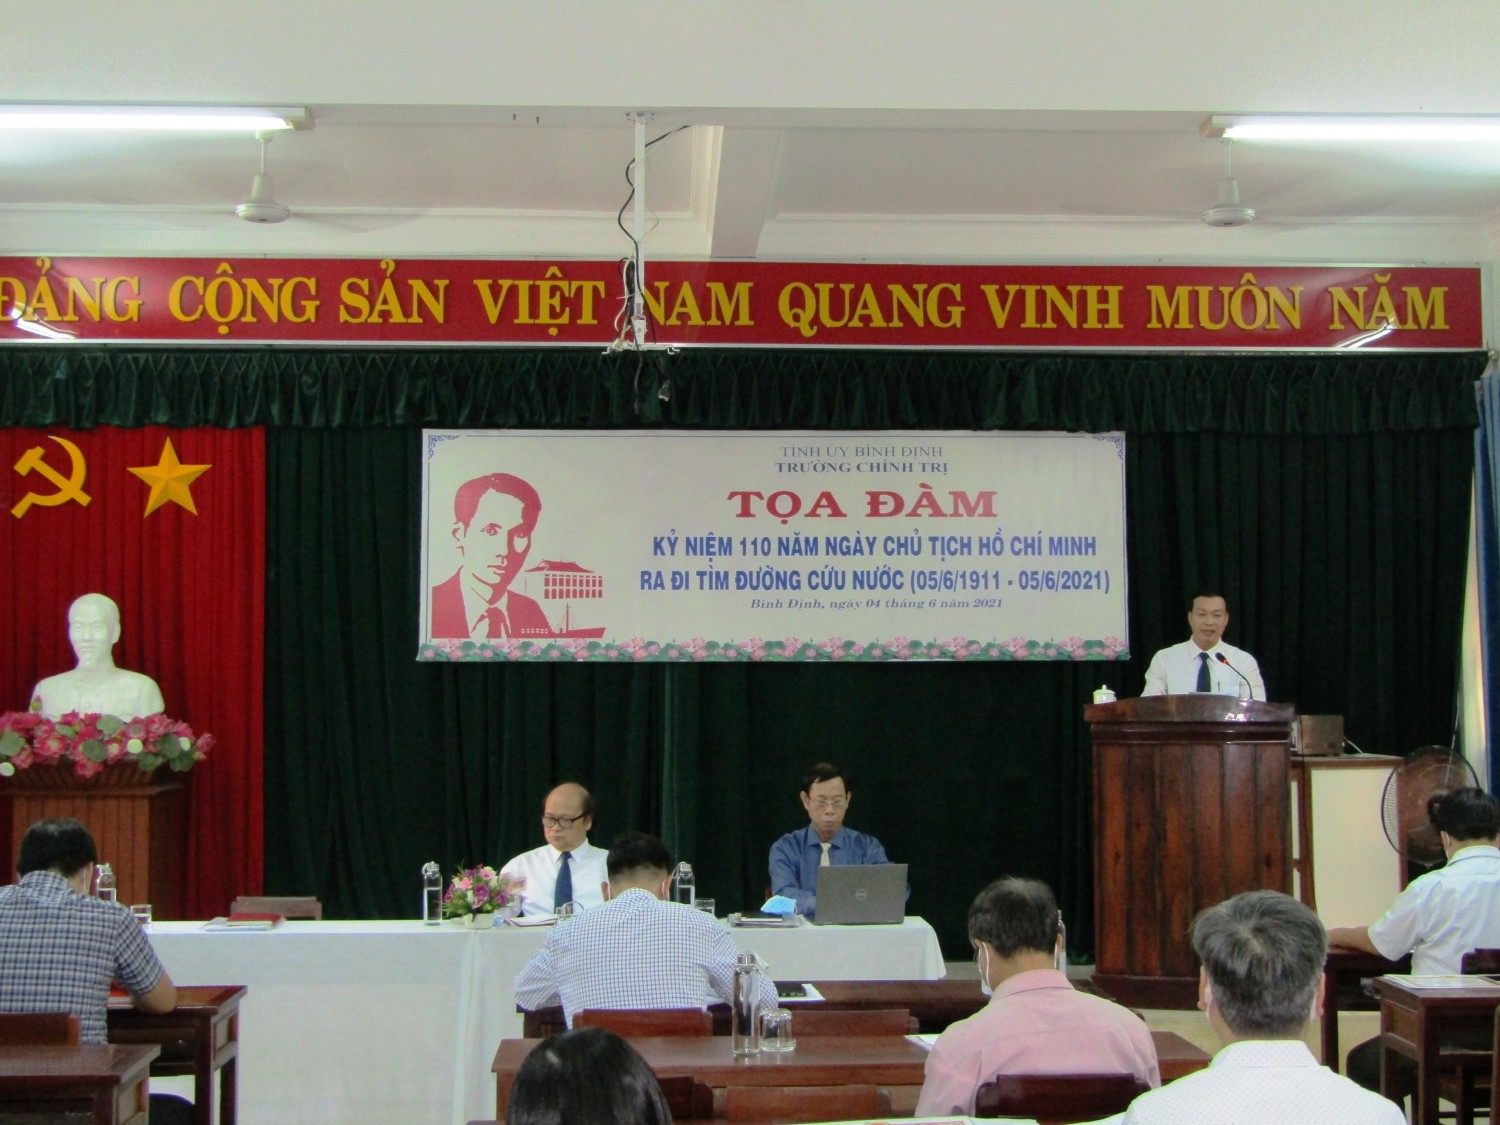 ĐẢNG CỘNG SẢN VIỆT NAM QUANG VINH MUÔN NĂM
TỈNH ỦY BÌNH ĐỊNH
TRƯỜNG CHÍNH TRỊ
TỌA ĐÀM
KỶ NIỆM 110 NĂM NGÀY CHỦ TỊCH HỒ CHÍ MINH
RA ĐI TÌM ĐƯỜNG CỨU NƯỚC (05/6/1911 - 05/6/2021)
Bình Định, ngày 04 tháng 6 năm 2021
DELL